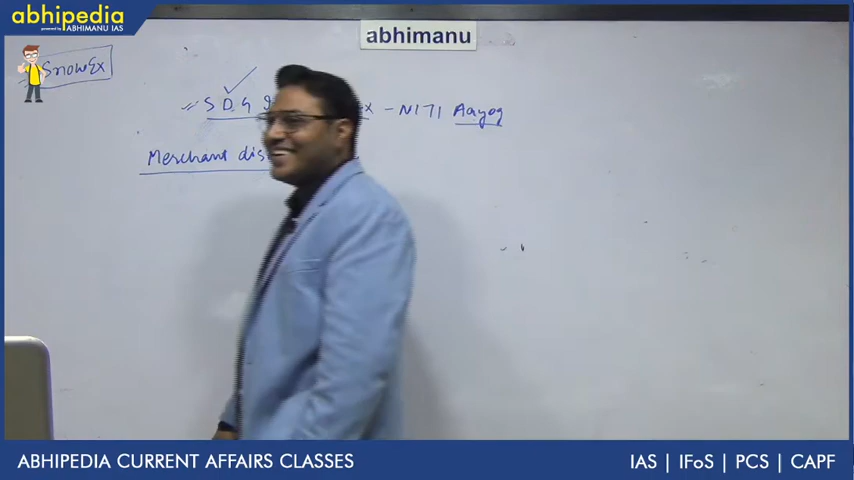 abhipedia
powered by ABHIMANU IAS
abhimanu
SnowEx
SDG - NITI Aayog
Merchant dis
ABHIPEDIA CURRENT AFFAIRS CLASSES
IAS | IFoS | PCS | CAPF